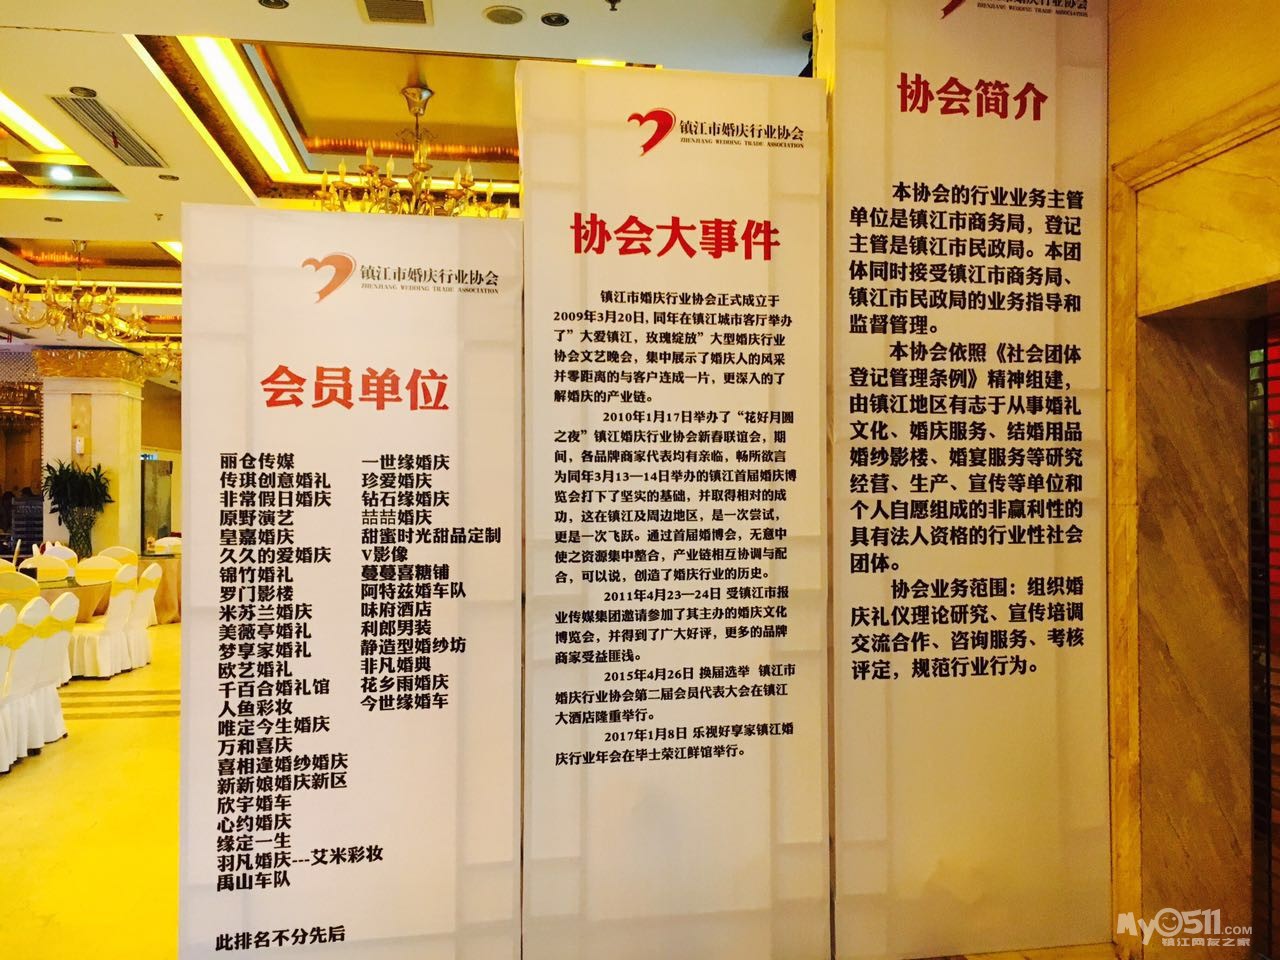 镇江市婚庆行业协会
ZHENJIANG WEDDING TRADE ASSOCIATION
会员单位
丽仓传媒
传琪创意婚礼
非常假日婚庆
原野演艺
皇嘉婚庆
久久的爱婚庆
锦竹婚礼
罗门影楼
米苏兰婚庆
美薇亭婚礼
梦享家婚礼
欧艺婚礼
千百合婚礼馆
人鱼彩妆
唯定今生婚庆
万和喜庆
喜相逢婚纱婚庆
新新娘婚庆新区
欣宇婚车
心约婚庆
缘定一生
羽凡婚庆---艾米彩妆
禹山车队
一世缘婚庆
珍爱婚庆
钻石缘婚庆
喆喆婚庆
甜蜜时光甜品定制
V影像
蔓蔓喜糖铺
阿特兹婚车队
味府酒店
利郎男装
静造型婚纱坊
非凡婚典
花乡雨婚庆
今世缘婚车
此排名不分先后
镇江市婚庆行业协会
ZHENJIANG WEDDING TRADE ASSOCIATION
协会大事件
镇江市婚庆行业协会正式成立于
2009年3月20日, 同年在镇江城市客厅举办
了”大爱镇江，玫瑰绽放”大型婚庆行业
协会文艺晚会，集中展示了婚庆人的风采
并零距离的与客户连成一片，更深入的了
解婚庆的产业链。
2010年1月17日举办了“花好月圆
之夜”镇江婚庆行业协会新春联谊会，期
间，各品牌商家代表均有亲临，畅所欲言
为同年3月13—14日举办的镇江首届婚庆博
览会打下了坚实的基础，并取得相对的成
功，这在镇江及周边地区，是一次尝试，
更是一次飞跃。通过首届婚博会，无意中
使之资源集中整合，产业链相互协调与配
合，可以说，创造了婚庆行业的历史。
2011年4月23—24日 受镇江市报
业传媒集团邀请参加了其主办的婚庆文化
博览会，并得到了广大好评，更多的品牌
商家受益匪浅。
2015年4月26日 换届选举 镇江市
婚庆行业协会第二届会员代表大会在镇江
大酒店隆重举行。
2017年1月8日 乐视好享家镇江婚
庆行业年会在毕士荣江鲜馆举行。
镇江市婚庆行业协会
ZHENJIANG WEDDING TRADE ASSOCIATION
协会简介
本协会的行业业务主管
单位是镇江市商务局，登记
主管是镇江市民政局。本团
体同时接受镇江市商务局、
镇江市民政局的业务指导和
监督管理。
本协会依照《社会团体
登记管理条例》精神组建，
由镇江地区有志于从事婚礼
文化、婚庆服务、结婚用品
婚纱影楼、婚宴服务等研究
经营、生产、宣传等单位和
个人自愿组成的非赢利性的
具有法人资格的行业性社会
团体。
协会业务范围：组织婚
庆礼仪理论研究、宣传培训
交流合作、咨询服务、考核
评定，规范行业行为。
My0511.COM
镇江网友之家